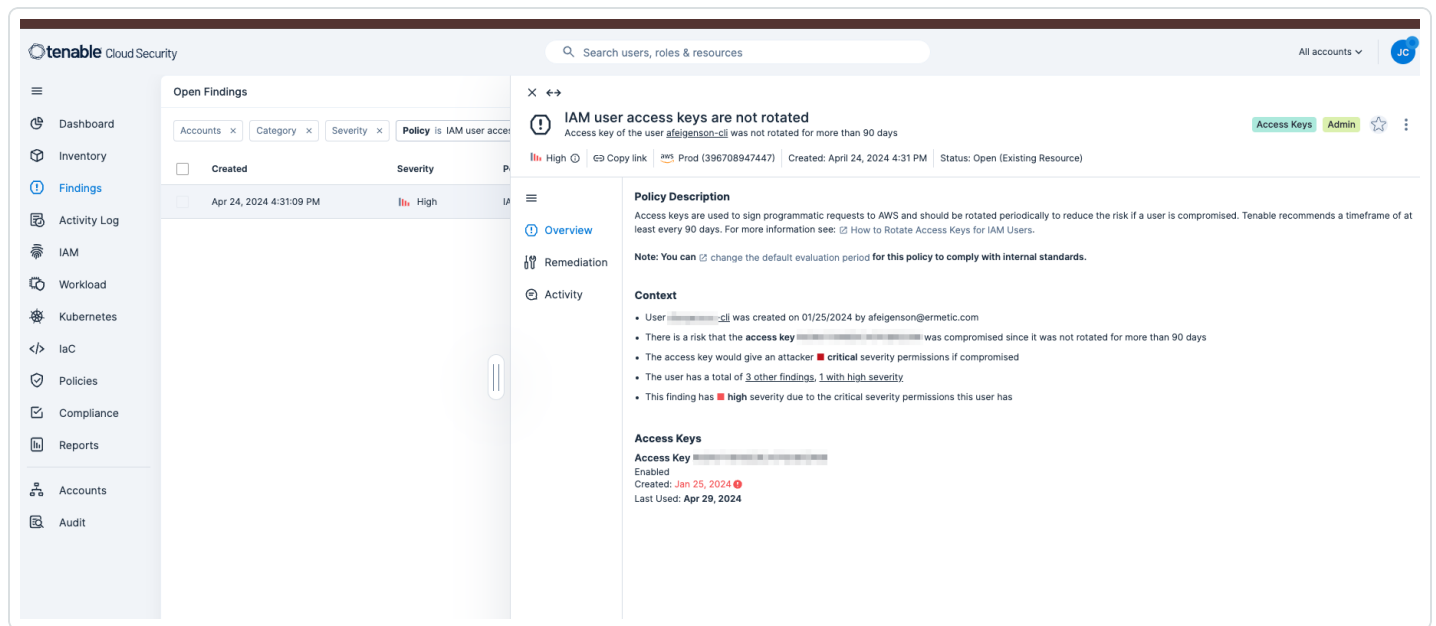 tenable Cloud Security
Search users, roles & resources
All accounts
JC
Dashboard
Inventory
Findings
Activity Log
IAM
Workload
Kubernetes
IaC
Policies
Compliance
Reports
Accounts
Audit
Open Findings
Accounts ×
Category ×
Severity ×
Policy is IAM user acces
Created Severity P
Apr 24, 2024 4:31:09 PM High IA
IAM user access keys are not rotated
Access key of the user afeigenson-cli was not rotated for more than 90 days
Access Keys
Admin
High
Copy link
aws Prod (396708947447)
Created: April 24, 2024 4:31 PM
Status: Open (Existing Resource)
Overview
Remediation
Activity
Policy Description
Access keys are used to sign programmatic requests to AWS and should be rotated periodically to reduce the risk if a user is compromised. Tenable recommends a timeframe of at
least every 90 days. For more information see: How to Rotate Access Keys for IAM Users.
Note: You can change the default evaluation period for this policy to comply with internal standards.
Context
• User -cli was created on 01/25/2024 by afeigenson@ermetic.com
• There is a risk that the access key was compromised since it was not rotated for more than 90 days
• The access key would give an attacker critical severity permissions if compromised
• The user has a total of 3 other findings, 1 with high severity
• This finding has high severity due to the critical severity permissions this user has
Access Keys
Access Key
Enabled
Created: Jan 25, 2024
Last Used: Apr 29, 2024